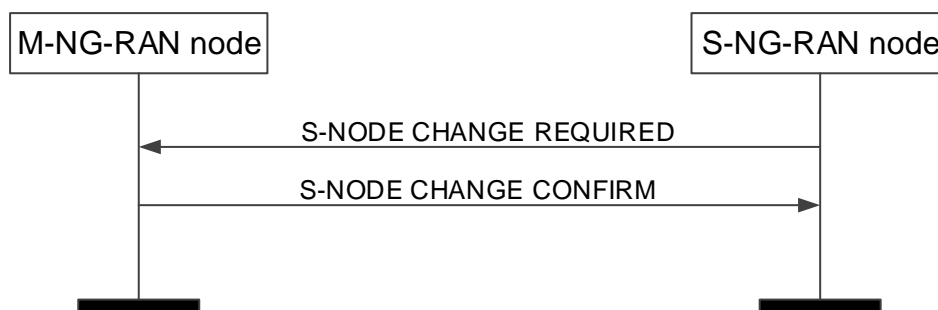 M-NG-RAN node
S-NG-RAN node
S-NODE CHANGE REQUIRED
S-NODE CHANGE CONFIRM